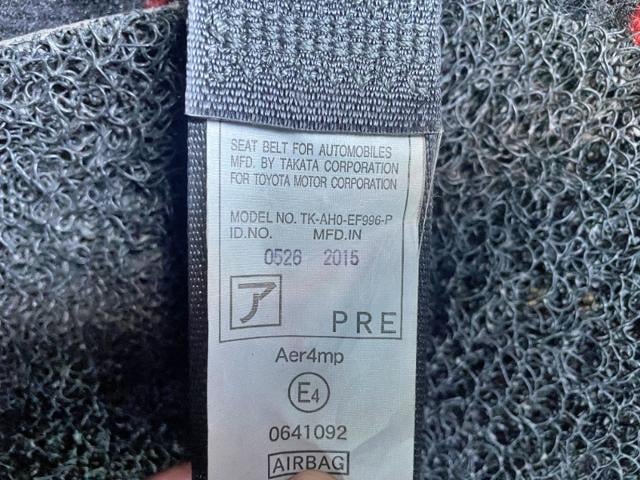 SEAT BELT FOR AUTOMOBILES
MFD. BY TAKATA CORPORATION
FOR TOYOTA MOTOR CORPORATION
MODEL NO. TK-AH0-EF996-P
ID.NO. MFD.IN
0526 2015
ア PRE
Aer4mp
E4
0641092
AIRBAG